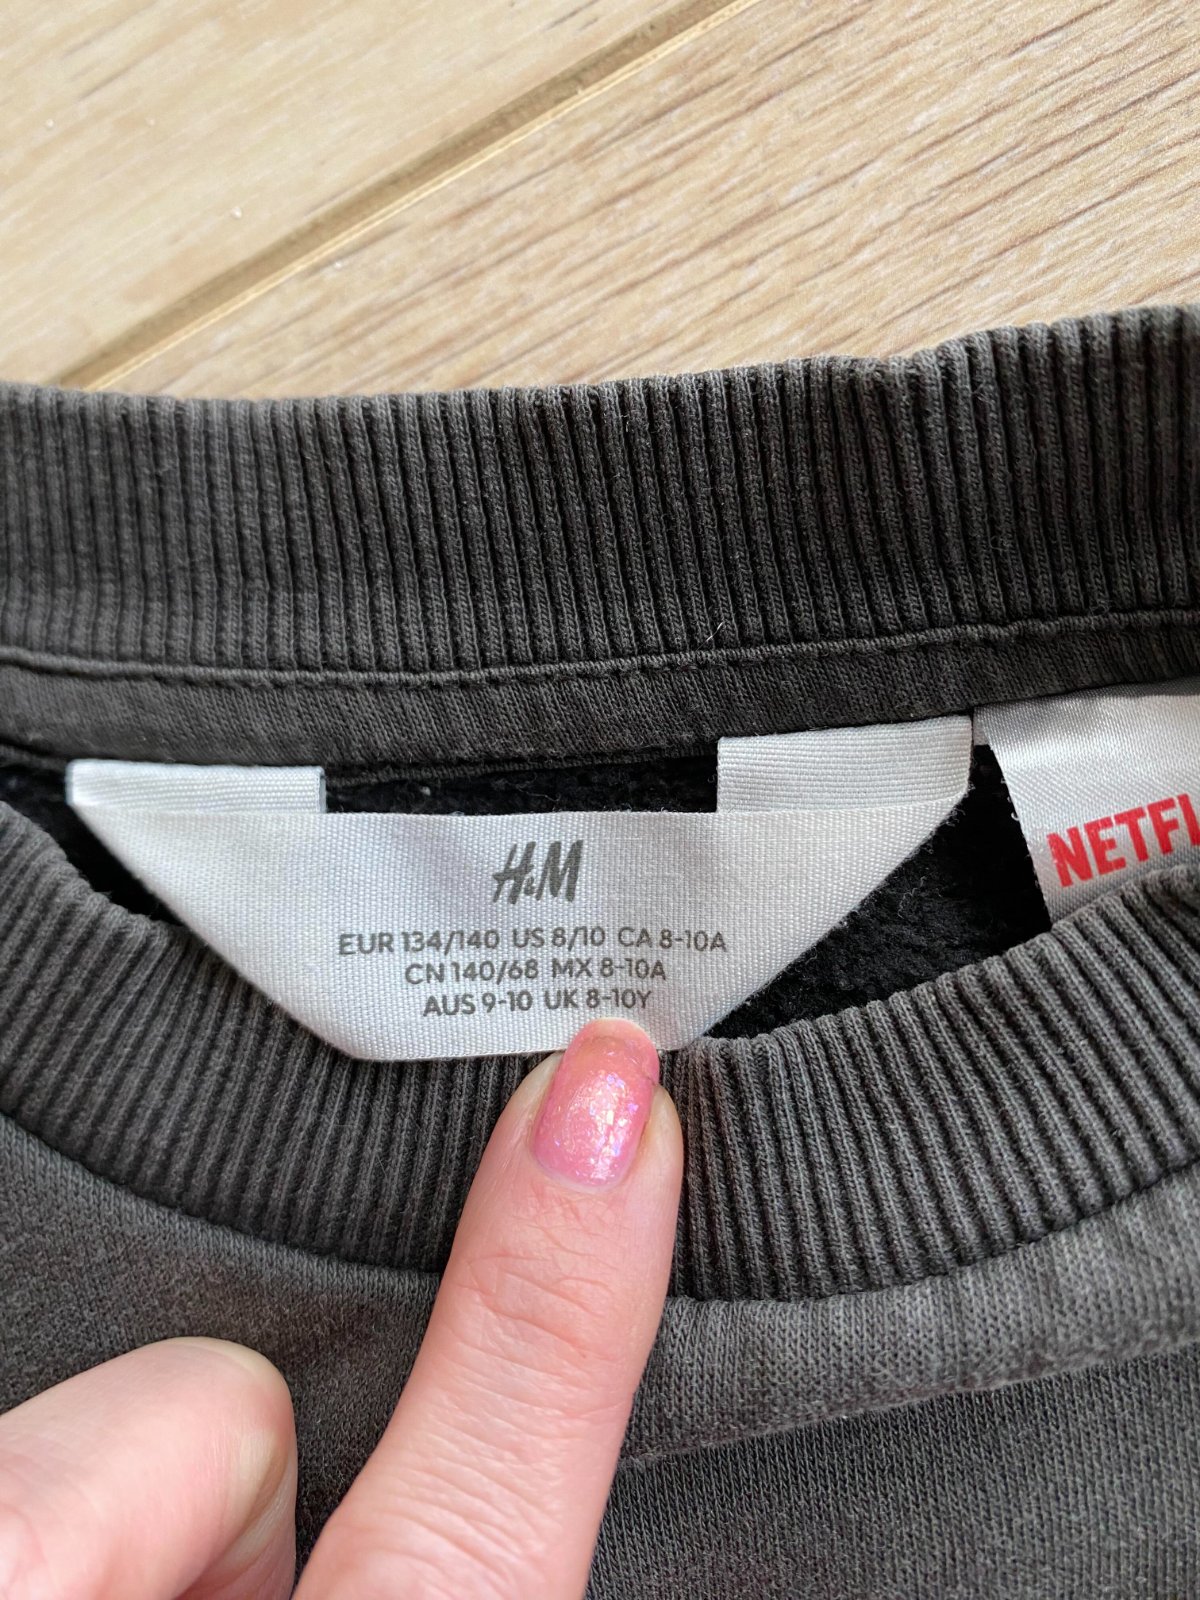 H&M
EUR 134/140 US 8/10 CA 8-10A
CN 140/68 MX 8-10A
AUS 9-10 UK 8-10Y
NETFL